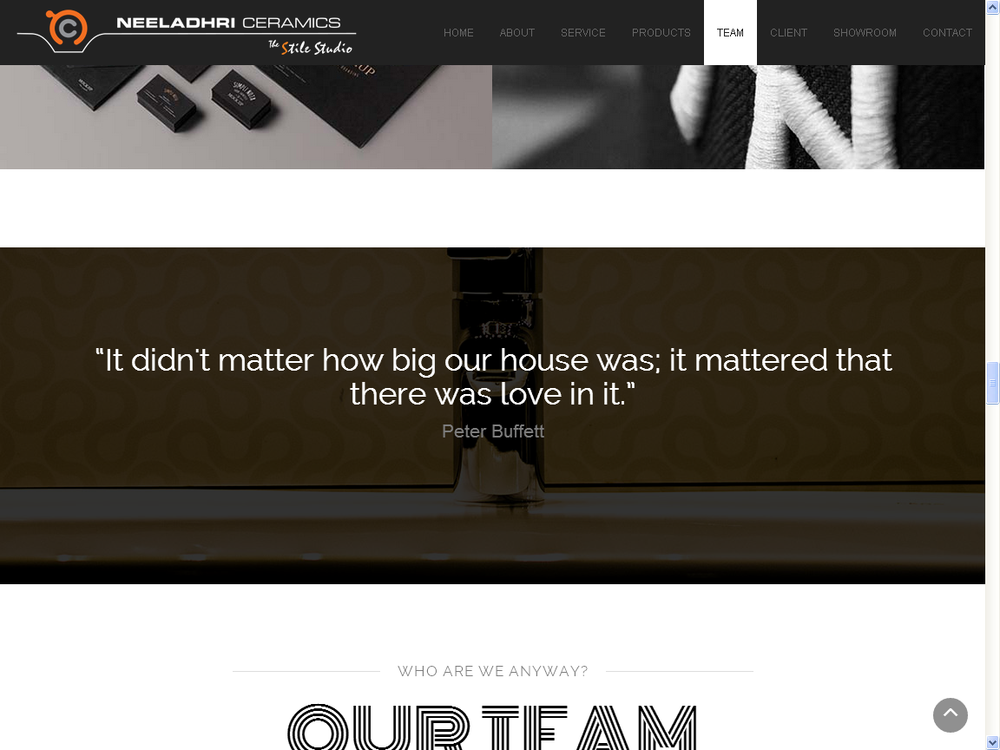 NEELADHRI CERAMICS
The Stile Studio
HOME ABOUT SERVICE PRODUCTS TEAM CLIENT SHOWROOM CONTACT
MOCKUP
“It didn't matter how big our house was; it mattered that
there was love in it.”
Peter Buffett
WHO ARE WE ANYWAY?
OUR TEAM